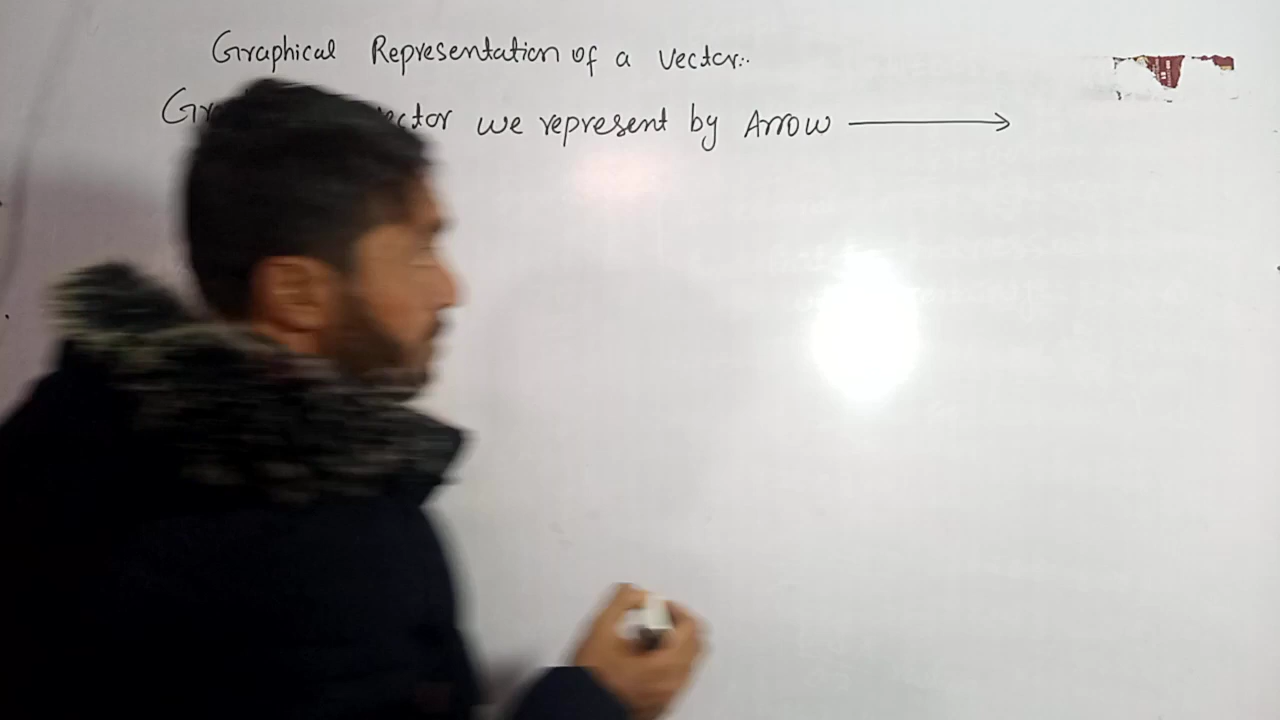 Graphical Representation of a vector..
we represent by Arrow